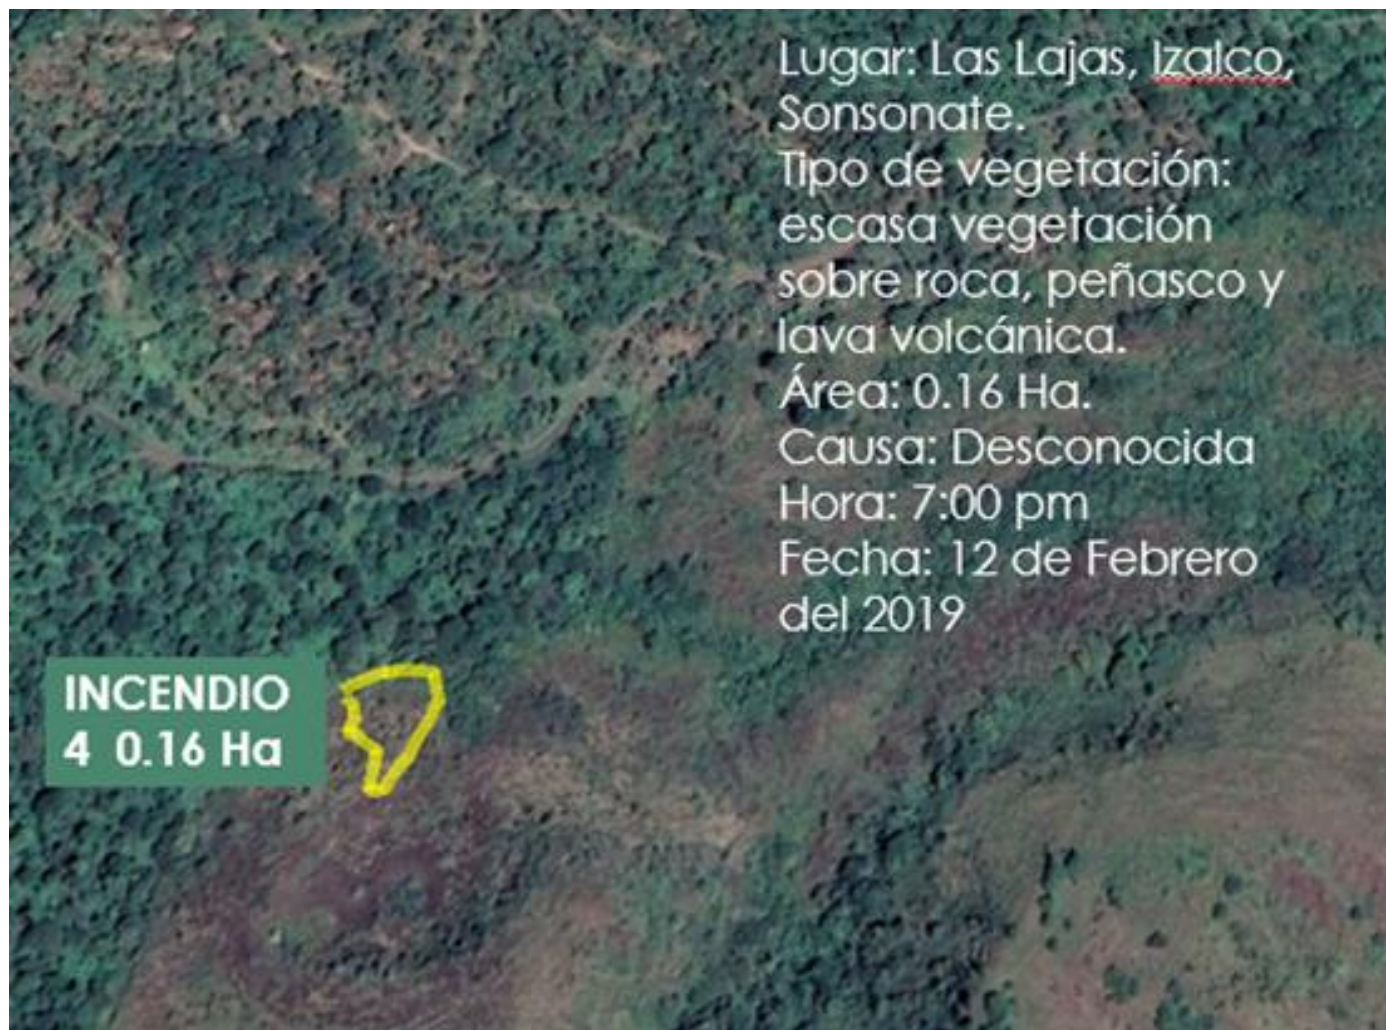 Lugar: Las Lajas, Izalco,
Sonsonate.
Tipo de vegetación:
escasa vegetación
sobre roca, peñasco y
lava volcánica.
Área: 0.16 Ha.
Causa: Desconocida
Hora: 7:00 pm
Fecha: 12 de Febrero
del 2019
INCENDIO
4 0.16 Ha